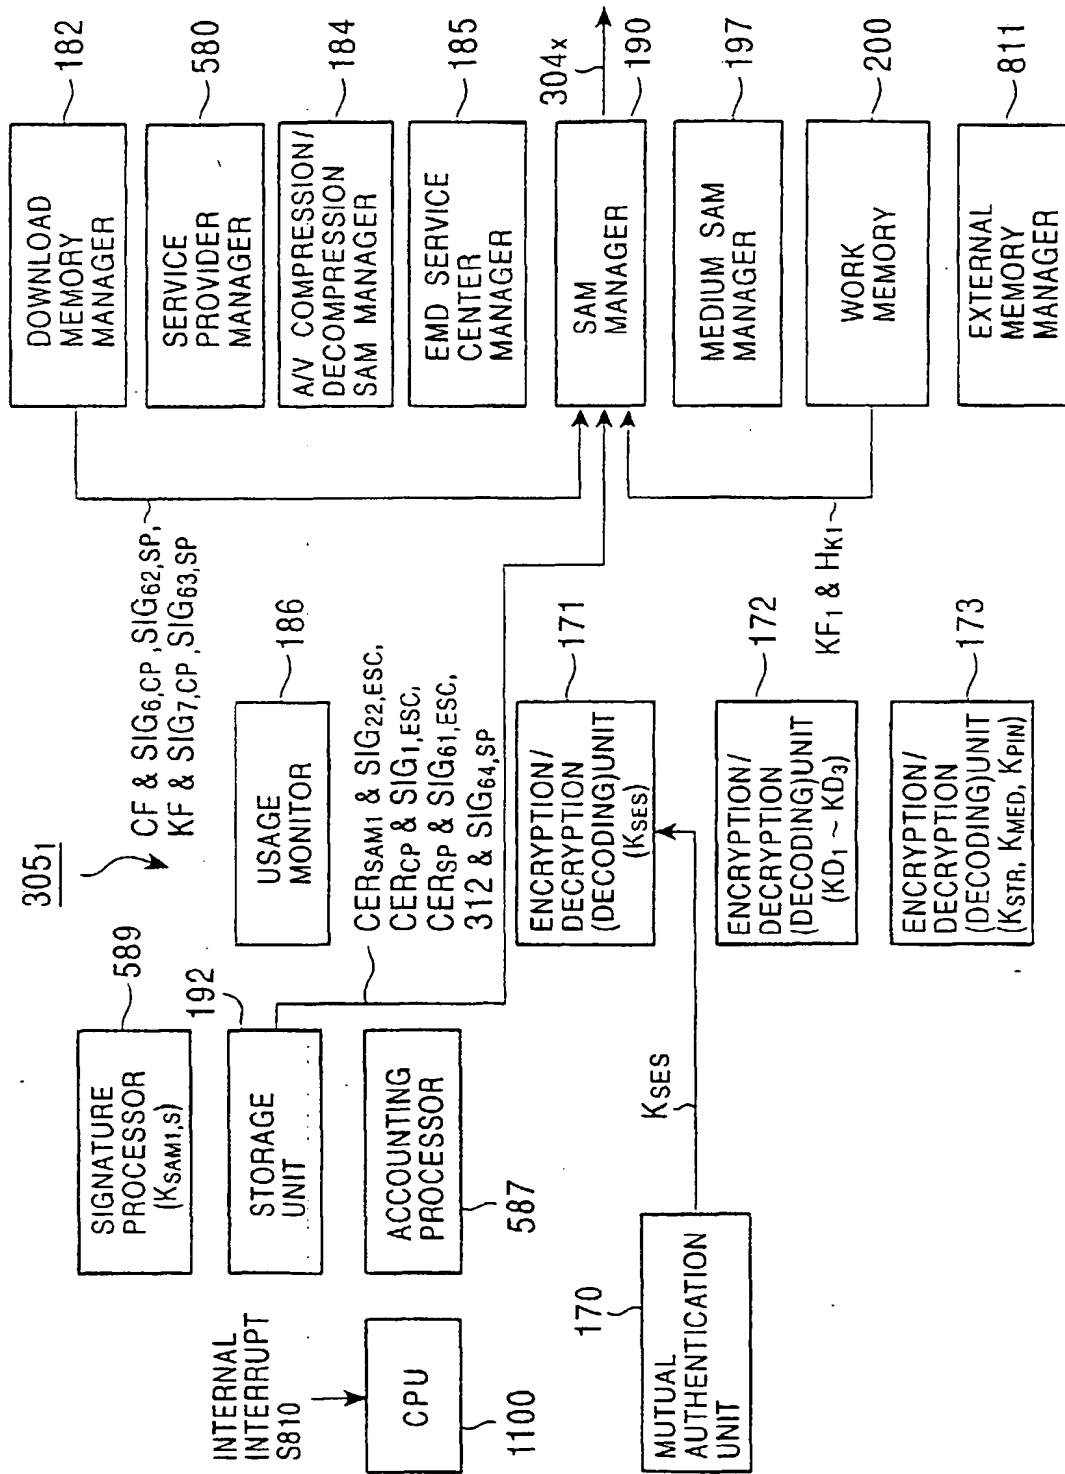 305₁
INTERNAL
INTERRUPT
S810
CPU
1100
SIGNATURE
PROCESSOR
(KSAM1,S)
589
STORAGE
UNIT
192
ACCOUNTING
PROCESSOR
587
MUTUAL
AUTHENTICATION
UNIT
170
KSES
USAGE
MONITOR
186
CERSAM1 & SIG22,ESC,
CERCP & SIG1,ESC,
CERSP & SIG61,ESC,
312 & SIG64,SP
ENCRYPTION/
DECRYPTION
(DECODING)UNIT
(KSES)
171
ENCRYPTION/
DECRYPTION
(DECODING)UNIT
(KD1 ~ KD3)
172
ENCRYPTION/
DECRYPTION
(DECODING)UNIT
(KSTR, KMED, KPIN)
173
CF & SIG6,CP, SIG62,SP,
KF & SIG7,CP, SIG63,SP
KF1 & HK1
DOWNLOAD
MEMORY
MANAGER
182
SERVICE
PROVIDER
MANAGER
580
A/V COMPRESSION/
DECOMPRESSION
SAM MANAGER
184
EMD SERVICE
CENTER
MANAGER
185
SAM
MANAGER
304x
190
MEDIUM SAM
MANAGER
197
WORK
MEMORY
200
EXTERNAL
MEMORY
MANAGER
811